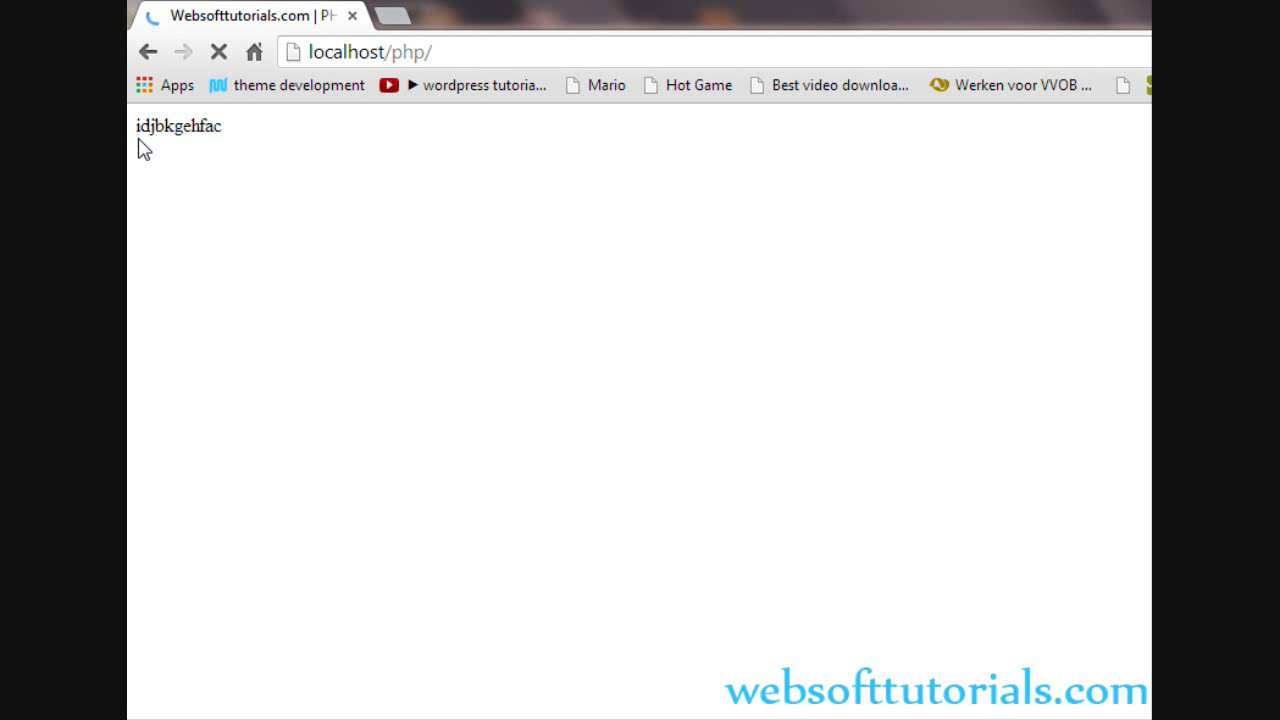 Websofttutorials.com | PH
localhost/php/
Apps theme development ▶ wordpress tutoria... Mario Hot Game Best video downloa... Werken voor VVOB ...
idjbkgehfac
websofttutorials.com